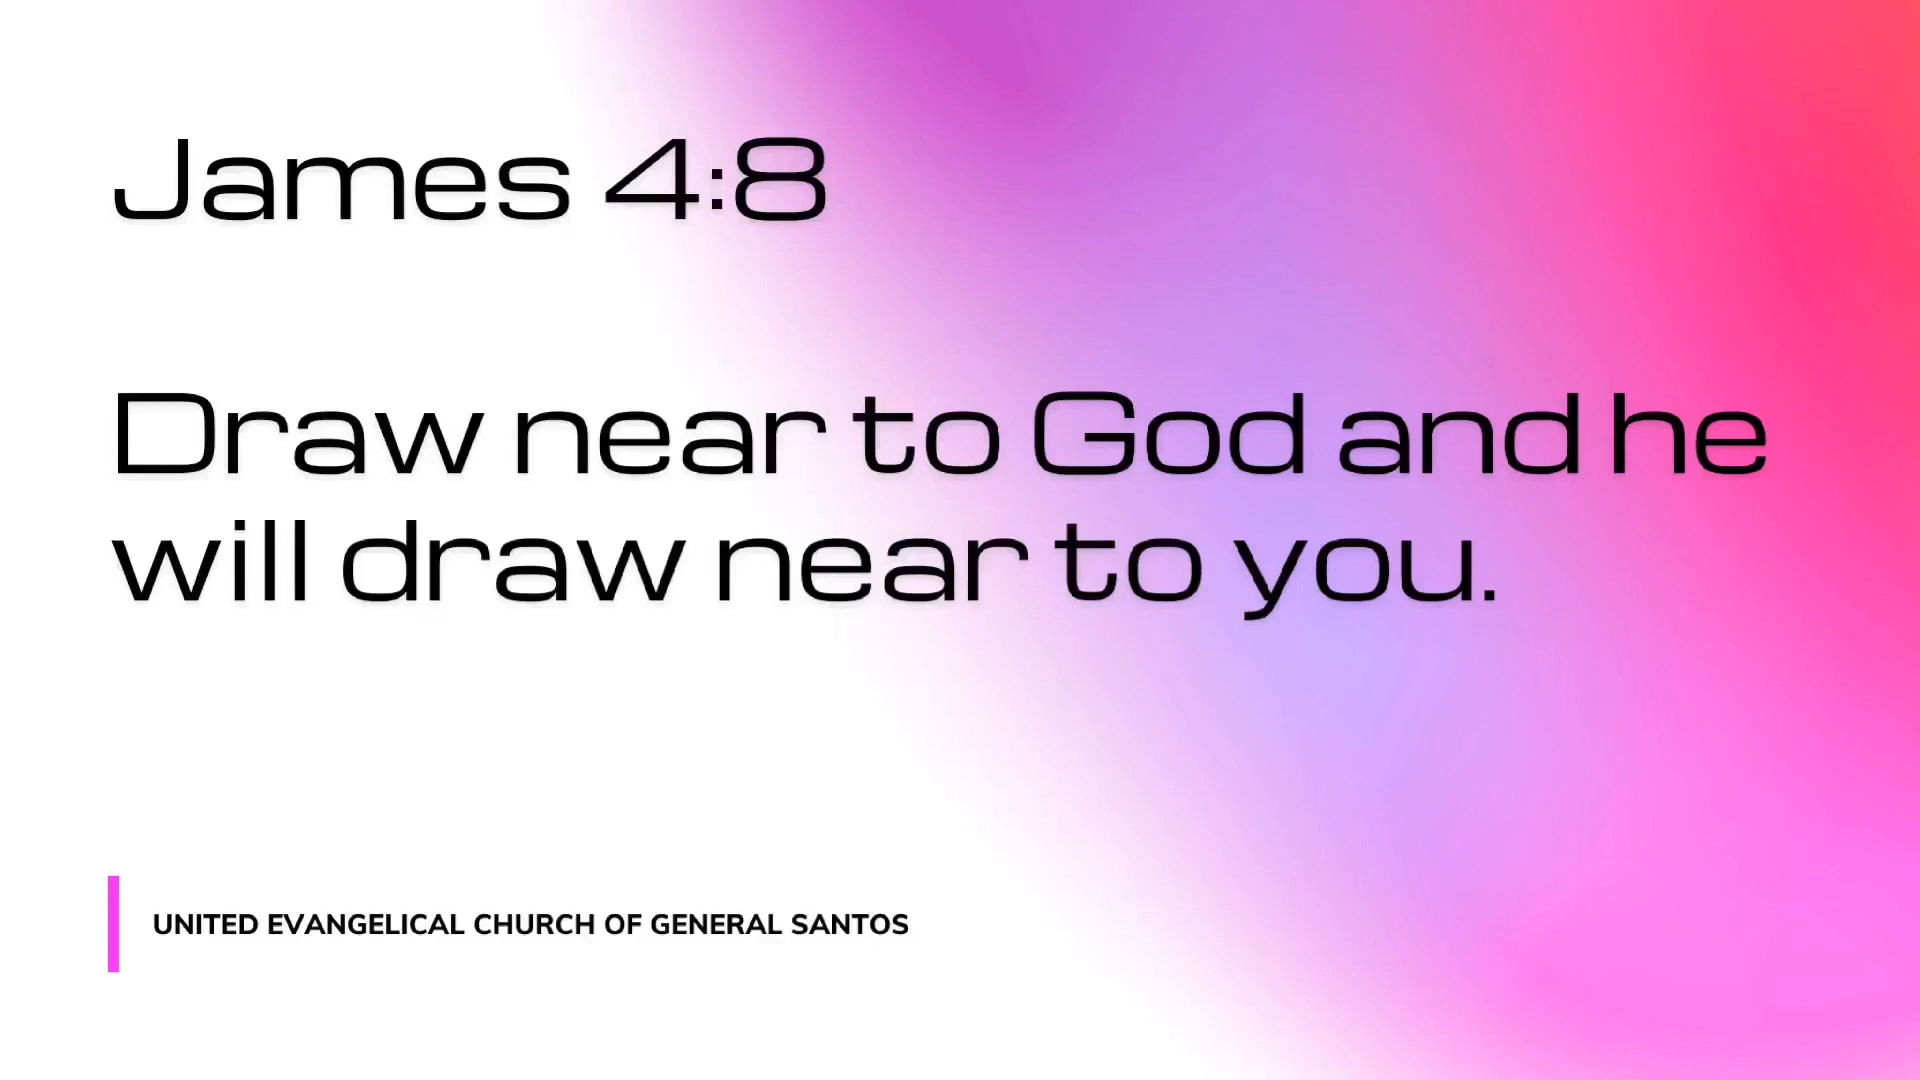 James 4:8
Draw near to God and he
will draw near to you.
UNITED EVANGELICAL CHURCH OF GENERAL SANTOS